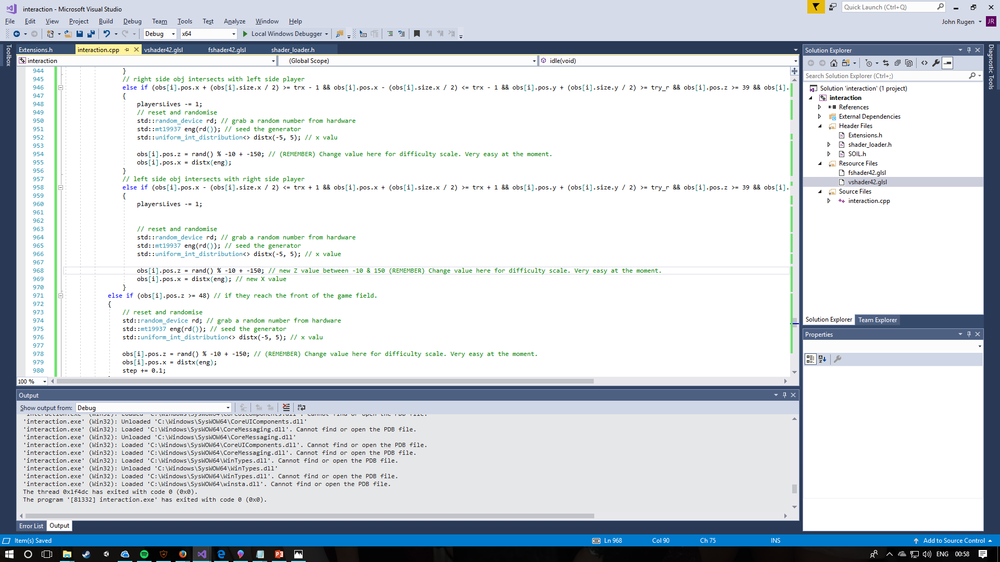 interaction - Microsoft Visual Studio
Quick Launch (Ctrl+Q)
File Edit View Project Build Debug Team Tools Test Analyze Window Help
John Rugen JR
Debug x64 Local Windows Debugger
Toolbox
Extensions.h interaction.cpp vshader42.glsl fshader42.glsl shader_loader.h
interaction (Global Scope) idle(void)
944 }
945 // right side obj intersects with left side player
946 else if (obs[i].pos.x + (obs[i].size.x / 2) >= trx - 1 && obs[i].pos.x - (obs[i].size.x / 2) <= trx - 1 && obs[i].pos.y + (obs[i].size.y / 2) >= try_r && obs[i].pos.z >= 39 && obs[i].
947 {
948 playersLives -= 1;
949 // reset and randomise
950 std::random_device rd; // grab a random number from hardware
951 std::mt19937 eng(rd()); // seed the generator
952 std::uniform_int_distribution<> distx(-5, 5); // x valu
953
954 obs[i].pos.z = rand() % -10 + -150; // (REMEMBER) Change value here for difficulty scale. Very easy at the moment.
955 obs[i].pos.x = distx(eng);
956 }
957 // left side obj intersects with right side player
958 else if (obs[i].pos.x - (obs[i].size.x / 2) <= trx + 1 && obs[i].pos.x + (obs[i].size.x / 2) >= trx + 1 && obs[i].pos.y + (obs[i].size.y / 2) >= try_r && obs[i].pos.z >= 39 && obs[i].
959 {
960 playersLives -= 1;
961
962
963 // reset and randomise
964 std::random_device rd; // grab a random number from hardware
965 std::mt19937 eng(rd()); // seed the generator
966 std::uniform_int_distribution<> distx(-5, 5); // x value
967
968 obs[i].pos.z = rand() % -10 + -150; // new Z value between -10 & 150 (REMEMBER) Change value here for difficulty scale. Very easy at the moment.
969 obs[i].pos.x = distx(eng); // new X value
970 }
971 else if (obs[i].pos.z >= 48) // if they reach the front of the game field.
972 {
973 // reset and randomise
974 std::random_device rd; // grab a random number from hardware
975 std::mt19937 eng(rd()); // seed the generator
976 std::uniform_int_distribution<> distx(-5, 5); // x valu
977
978 obs[i].pos.z = rand() % -10 + -150; // (REMEMBER) Change value here for difficulty scale. Very easy at the moment.
979 obs[i].pos.x = distx(eng);
980 step += 0.1;
100 %
Output
Show output from: Debug
'interaction.exe' (Win32): Loaded 'C:\Windows\SysWOW64\CoreUIComponents.dll'. Cannot find or open the PDB file.
'interaction.exe' (Win32): Unloaded 'C:\Windows\SysWOW64\CoreUIComponents.dll'
'interaction.exe' (Win32): Loaded 'C:\Windows\SysWOW64\CoreMessaging.dll'. Cannot find or open the PDB file.
'interaction.exe' (Win32): Unloaded 'C:\Windows\SysWOW64\CoreMessaging.dll'
'interaction.exe' (Win32): Loaded 'C:\Windows\SysWOW64\CoreUIComponents.dll'. Cannot find or open the PDB file.
'interaction.exe' (Win32): Loaded 'C:\Windows\SysWOW64\CoreMessaging.dll'. Cannot find or open the PDB file.
'interaction.exe' (Win32): Loaded 'C:\Windows\SysWOW64\WinTypes.dll'. Cannot find or open the PDB file.
'interaction.exe' (Win32): Unloaded 'C:\Windows\SysWOW64\WinTypes.dll'
'interaction.exe' (Win32): Loaded 'C:\Windows\SysWOW64\WinTypes.dll'. Cannot find or open the PDB file.
'interaction.exe' (Win32): Loaded 'C:\Windows\SysWOW64\winsta.dll'. Cannot find or open the PDB file.
The thread 0x1f4dc has exited with code 0 (0x0).
The program '[81332] interaction.exe' has exited with code 0 (0x0).
Error List Output
Solution Explorer
Search Solution Explorer (Ctrl+;)
Solution 'interaction' (1 project)
interaction
References
External Dependencies
Header Files
Extensions.h
shader_loader.h
SOIL.h
Resource Files
fshader42.glsl
vshader42.glsl
Source Files
interaction.cpp
Solution Explorer Team Explorer
Properties
Diagnostic Tools
Item(s) Saved Ln 968 Col 90 Ch 75 INS Add to Source Control
ENG 00:58